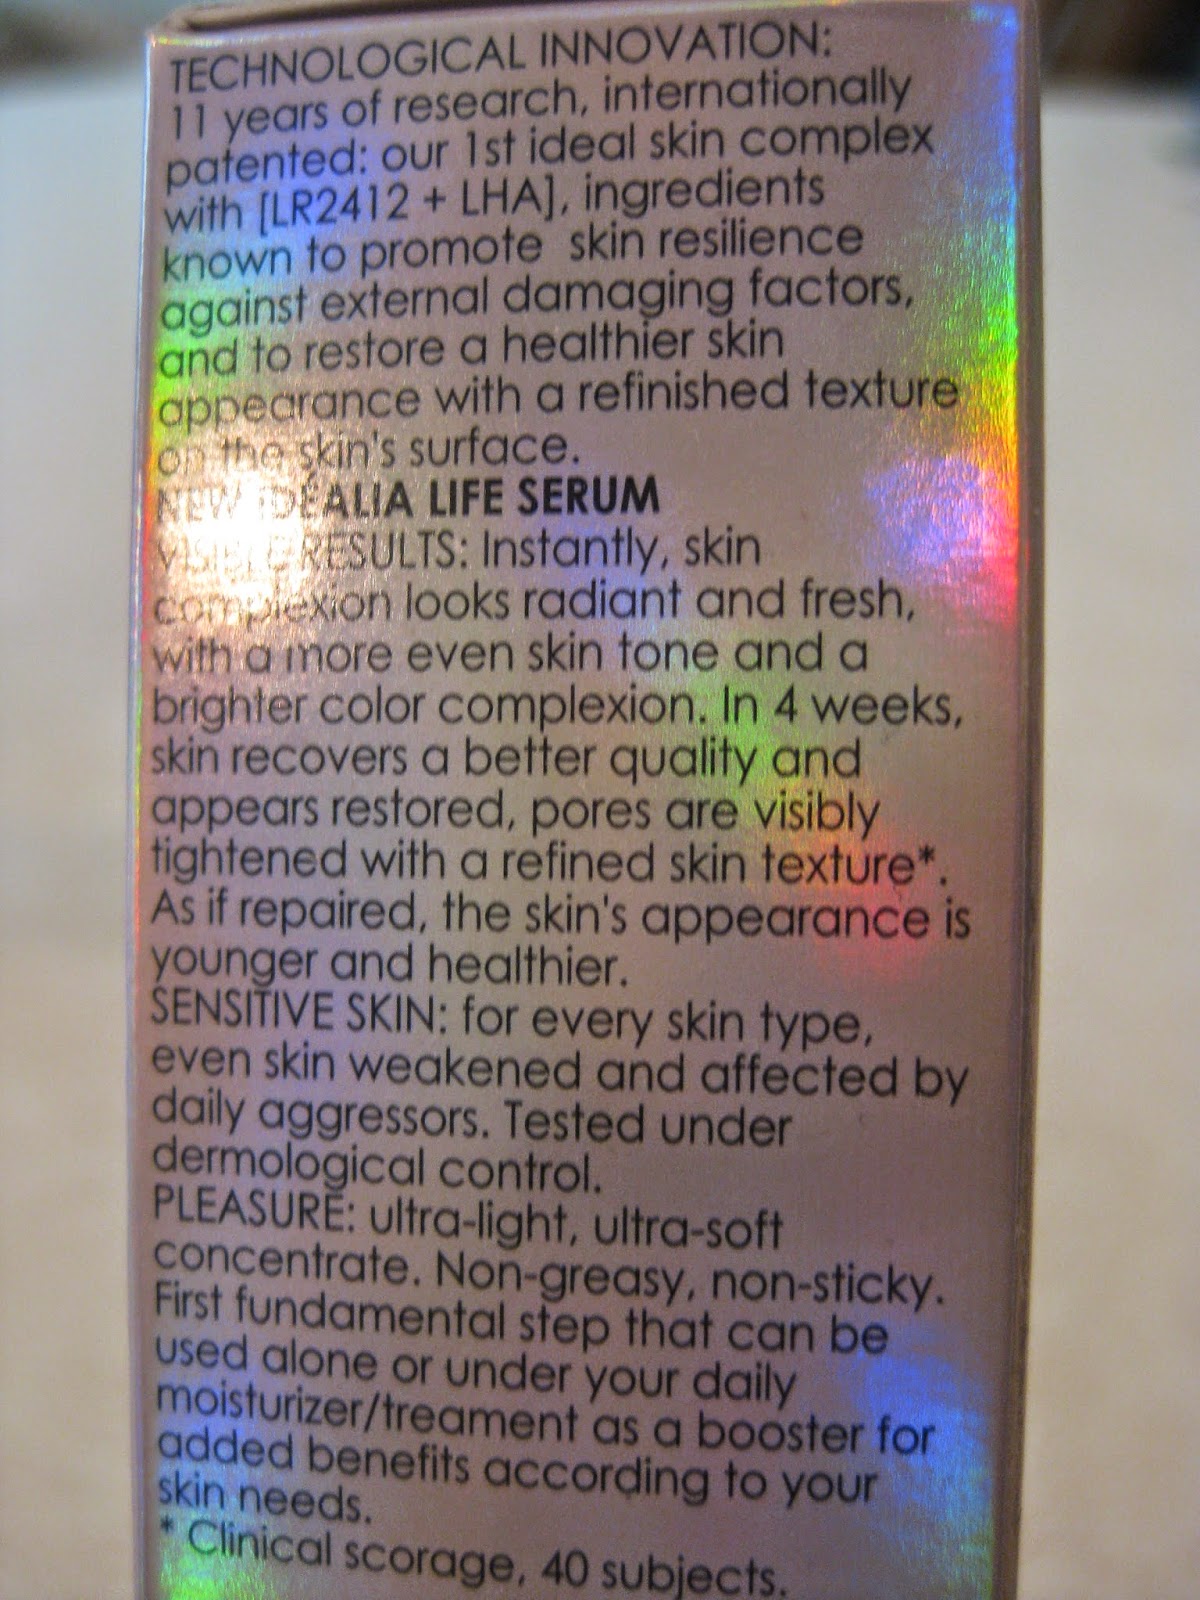 TECHNOLOGICAL INNOVATION:
11 years of research, internationally
patented: our 1st ideal skin complex
with [LR2412 + LHA], ingredients
known to promote skin resilience
against external damaging factors,
and to restore a healthier skin
appearance with a refinished texture
on the skin's surface.
NEW IDÉALIA LIFE SERUM
VISIBLE RESULTS: Instantly, skin
complexion looks radiant and fresh,
with a more even skin tone and a
brighter color complexion. In 4 weeks,
skin recovers a better quality and
appears restored, pores are visibly
tightened with a refined skin texture*.
As if repaired, the skin's appearance is
younger and healthier.
SENSITIVE SKIN: for every skin type,
even skin weakened and affected by
daily aggressors. Tested under
dermological control.
PLEASURE: ultra-light, ultra-soft
concentrate. Non-greasy, non-sticky.
First fundamental step that can be
used alone or under your daily
moisturizer/treament as a booster for
added benefits according to your
skin needs.
* Clinical scorage, 40 subjects.